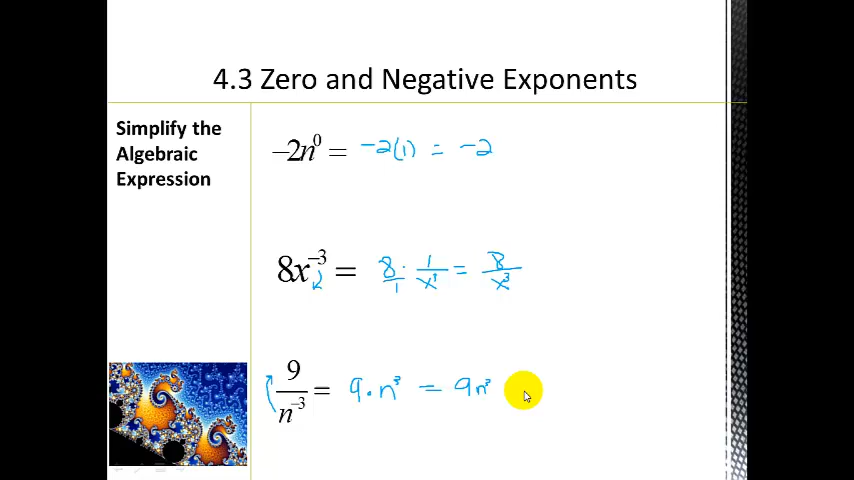 4.3 Zero and Negative Exponents
Simplify the
Algebraic
Expression
−2n⁰ = −2(1) = −2
8x⁻³ = 8/1 · 1/x³ = 8/x³
9/n⁻³ = 9 · n³ = 9n³